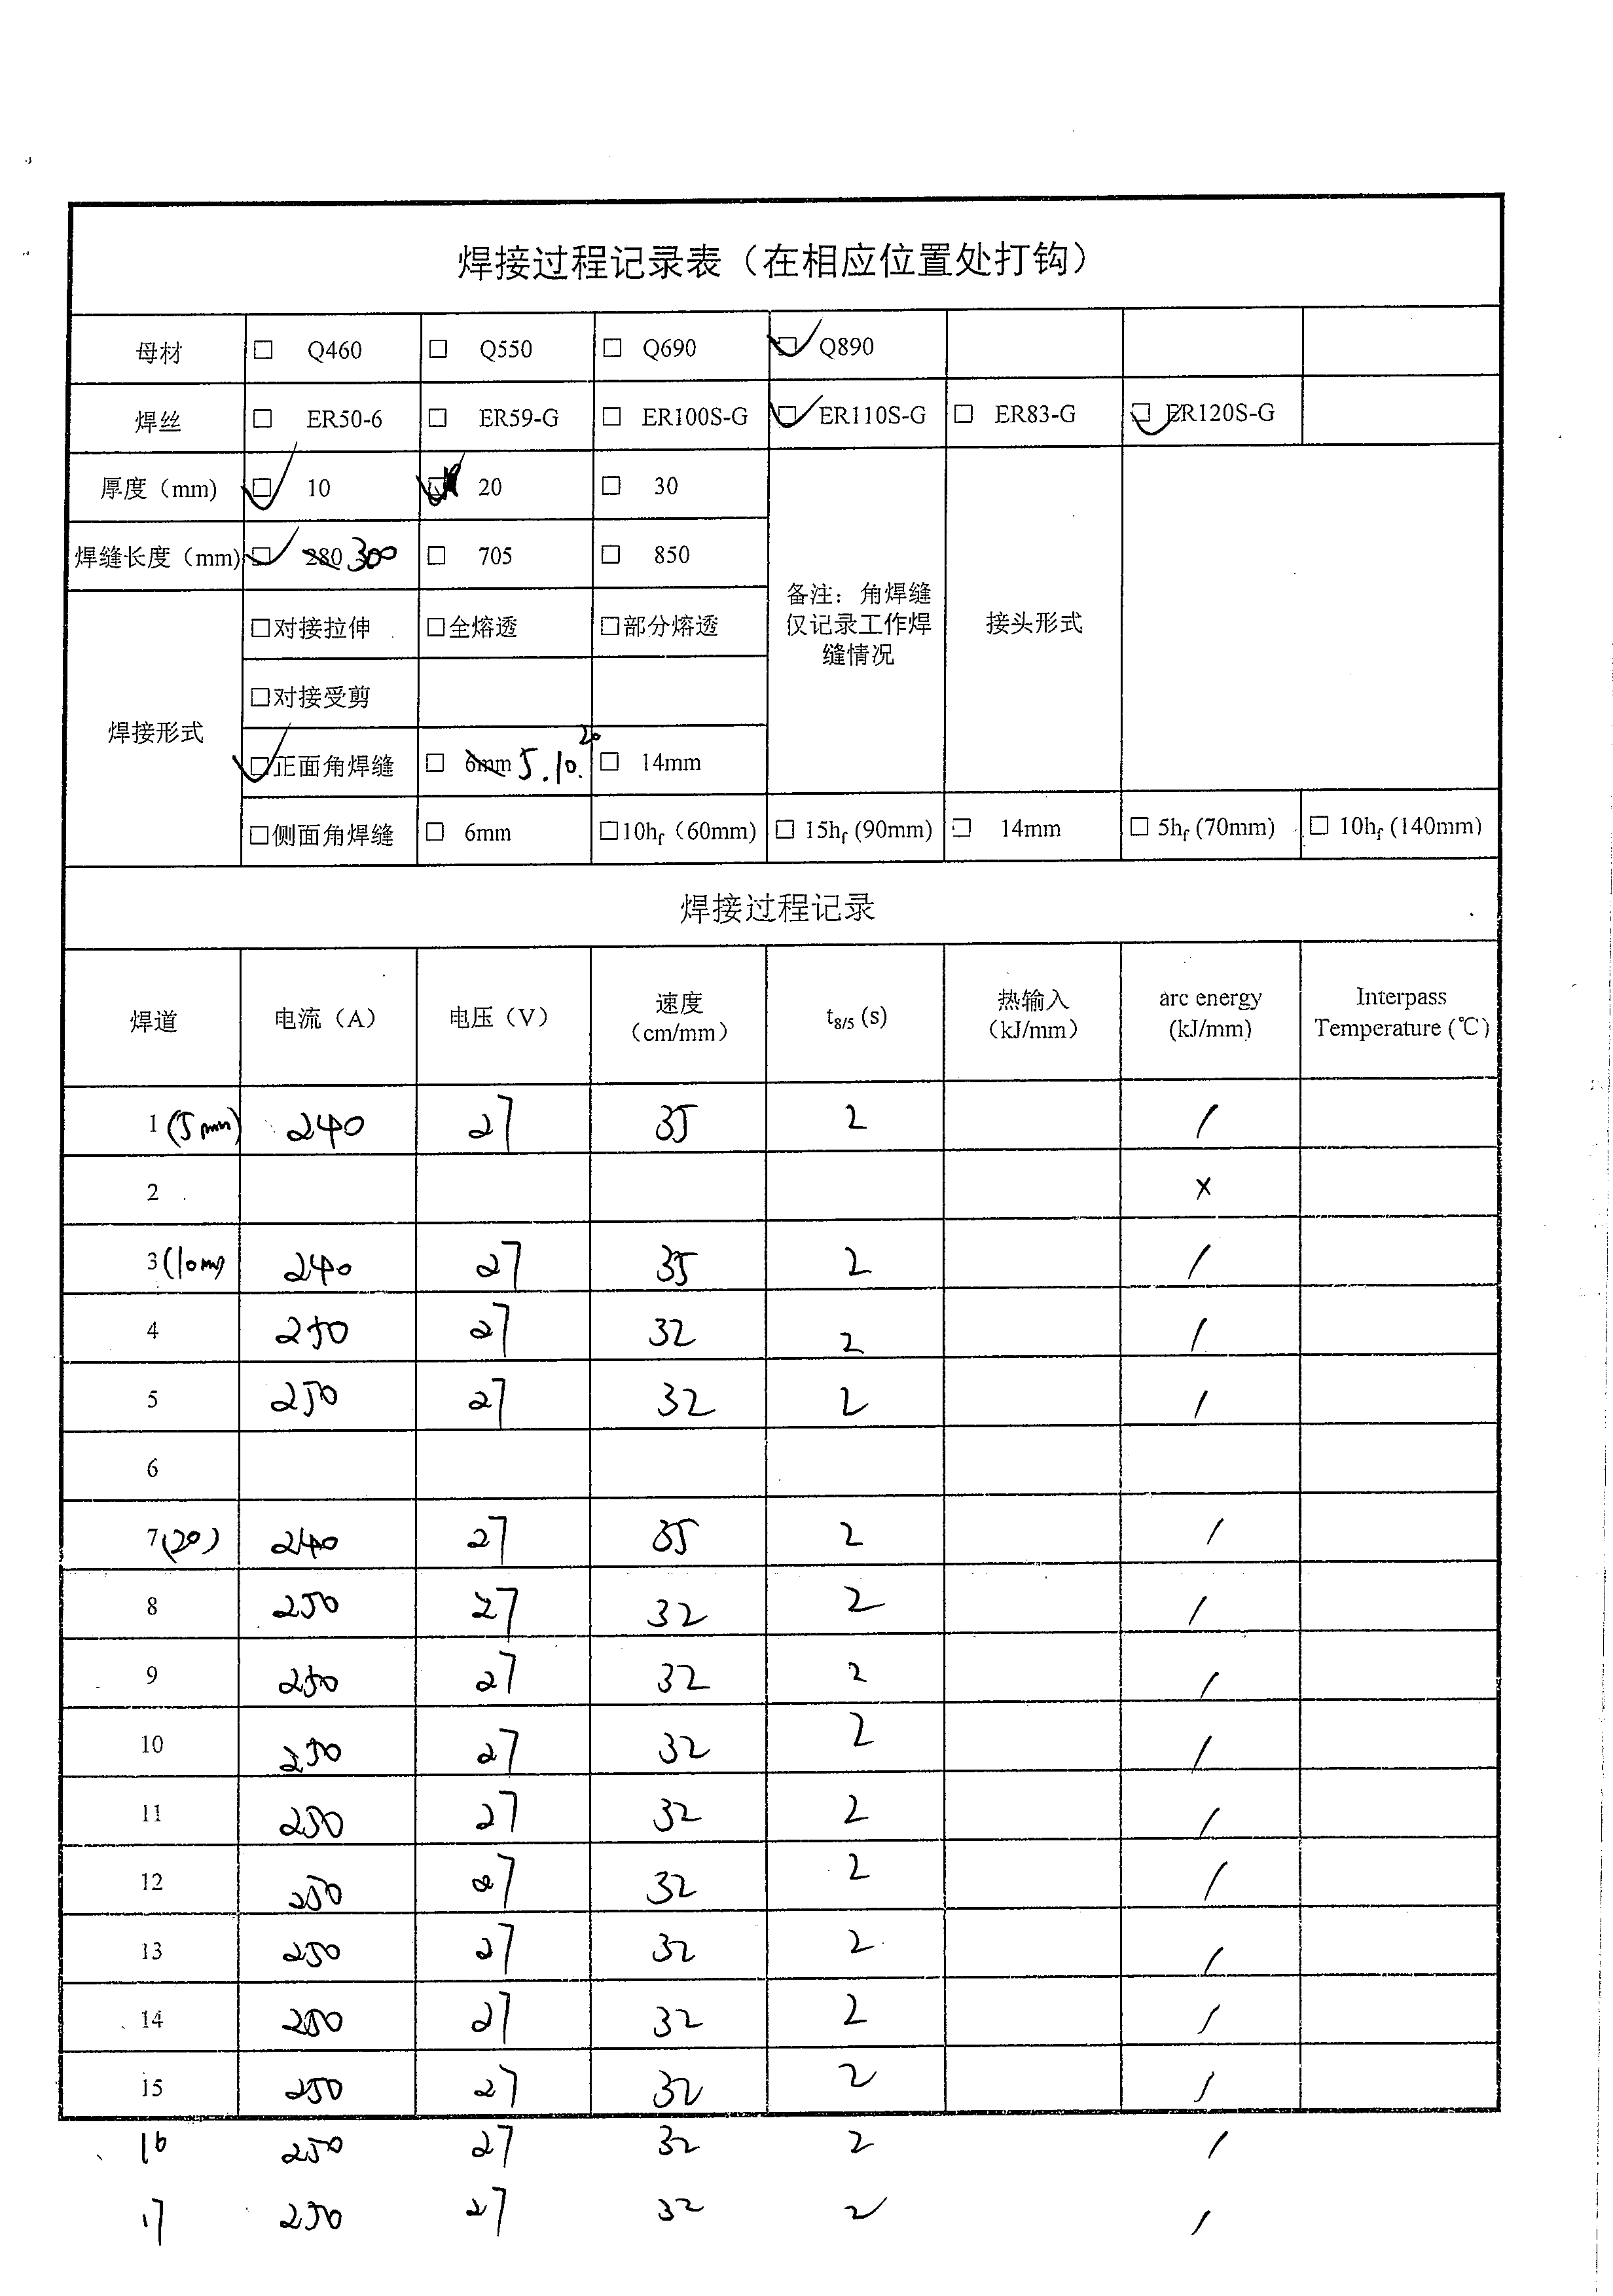 焊接过程记录表（在相应位置处打钩）
母材 □ Q460 □ Q550 □ Q690 ☑ Q890
焊丝 □ ER50-6 □ ER59-G □ ER100S-G ☑ ER110S-G □ ER83-G ☑ ER120S-G
厚度（mm） ☑ 10 ☑ 20 □ 30
焊缝长度（mm） ☑ 280 300 □ 705 □ 850
备注：角焊缝
仅记录工作焊
缝情况
接头形式
焊接形式
□对接拉伸 □全熔透 □部分熔透
□对接受剪
☑正面角焊缝 □ 6mm 5.10.20 □ 14mm
□侧面角焊缝 □ 6mm □10hf（60mm） □ 15hf (90mm) □ 14mm □ 5hf (70mm) □ 10hf (140mm)
焊接过程记录
焊道 电流（A） 电压（V） 速度（cm/mm） t8/5 (s) 热输入（kJ/mm） arc energy (kJ/mm) Interpass Temperature (℃)
1 (5mm) 240 27 35 2 /
2 ×
3 (10mm) 240 27 35 2 /
4 250 27 32 2 /
5 250 27 32 2 /
6
7 (20) 240 27 35 2 /
8 250 27 32 2 /
9 250 27 32 2 /
10 250 27 32 2 /
11 250 27 32 2 /
12 250 27 32 2 /
13 250 27 32 2 /
14 250 27 32 2 /
15 250 27 32 2 /
16 250 27 32 2 /
17 250 27 32 2 /